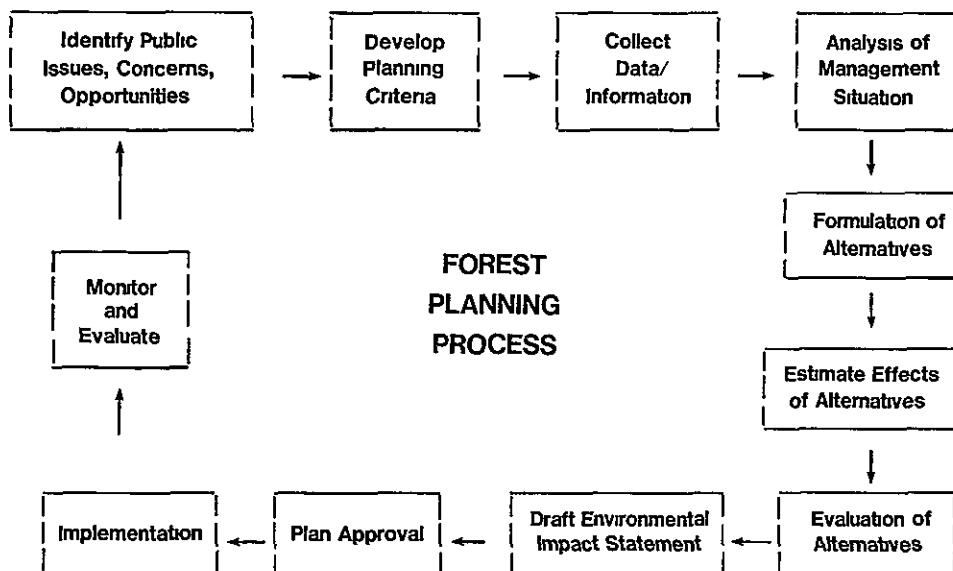 Identify Public
Issues, Concerns,
Opportunities
Develop
Planning
Criteria
Collect
Data/
Information
Analysis of
Management
Situation
Formulation of
Alternatives
Estimate Effects
of Alternatives
Evaluation of
Alternatives
Draft Environmental
Impact Statement
Plan Approval
Implementation
Monitor
and
Evaluate
FOREST
PLANNING
PROCESS